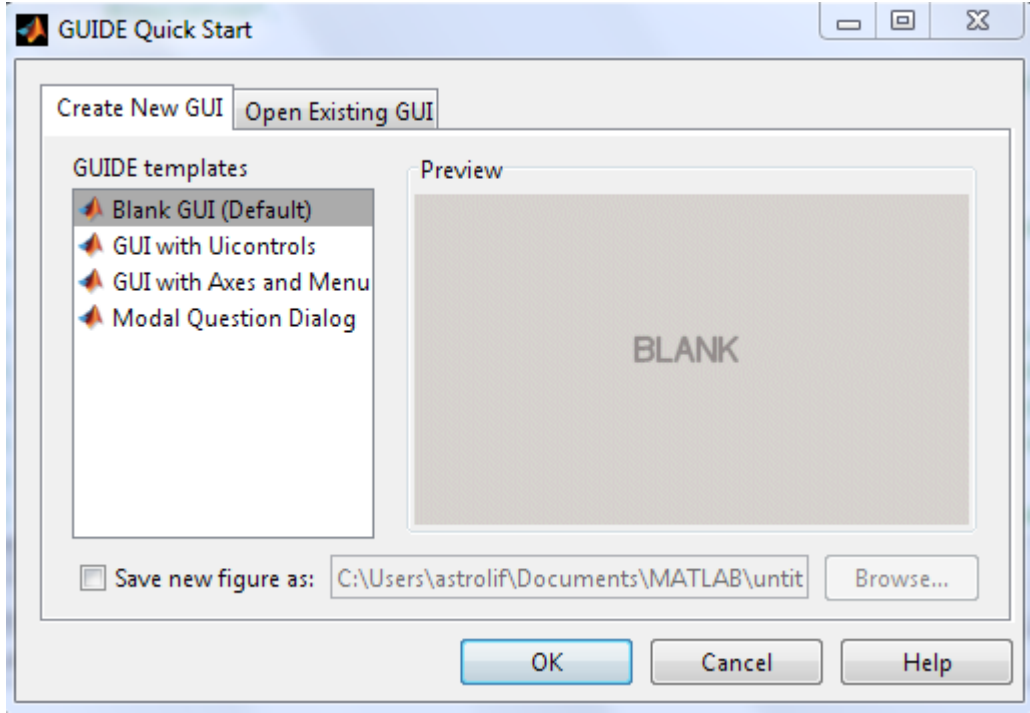 GUIDE Quick Start
Create New GUI
Open Existing GUI
GUIDE templates
Blank GUI (Default)
GUI with Uicontrols
GUI with Axes and Menu
Modal Question Dialog
Preview
BLANK
Save new figure as:
C:\Users\astrolif\Documents\MATLAB\untit
Browse...
OK
Cancel
Help